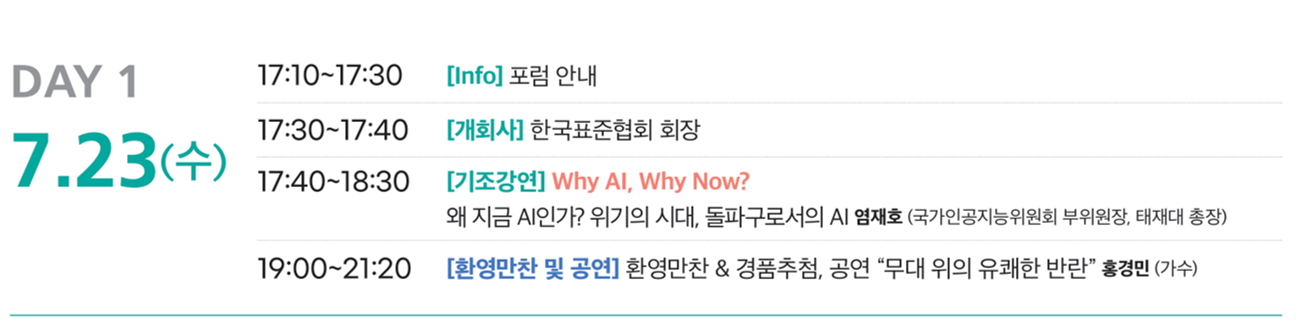 DAY 1
7.23(수)
17:10~17:30 [Info] 포럼 안내
17:30~17:40 [개회사] 한국표준협회 회장
17:40~18:30 [기조강연] Why AI, Why Now?
왜 지금 AI인가? 위기의 시대, 돌파구로서의 AI 염재호 (국가인공지능위원회 부위원장, 태재대 총장)
19:00~21:20 [환영만찬 및 공연] 환영만찬 & 경품추첨, 공연 “무대 위의 유쾌한 반란” 홍경민 (가수)